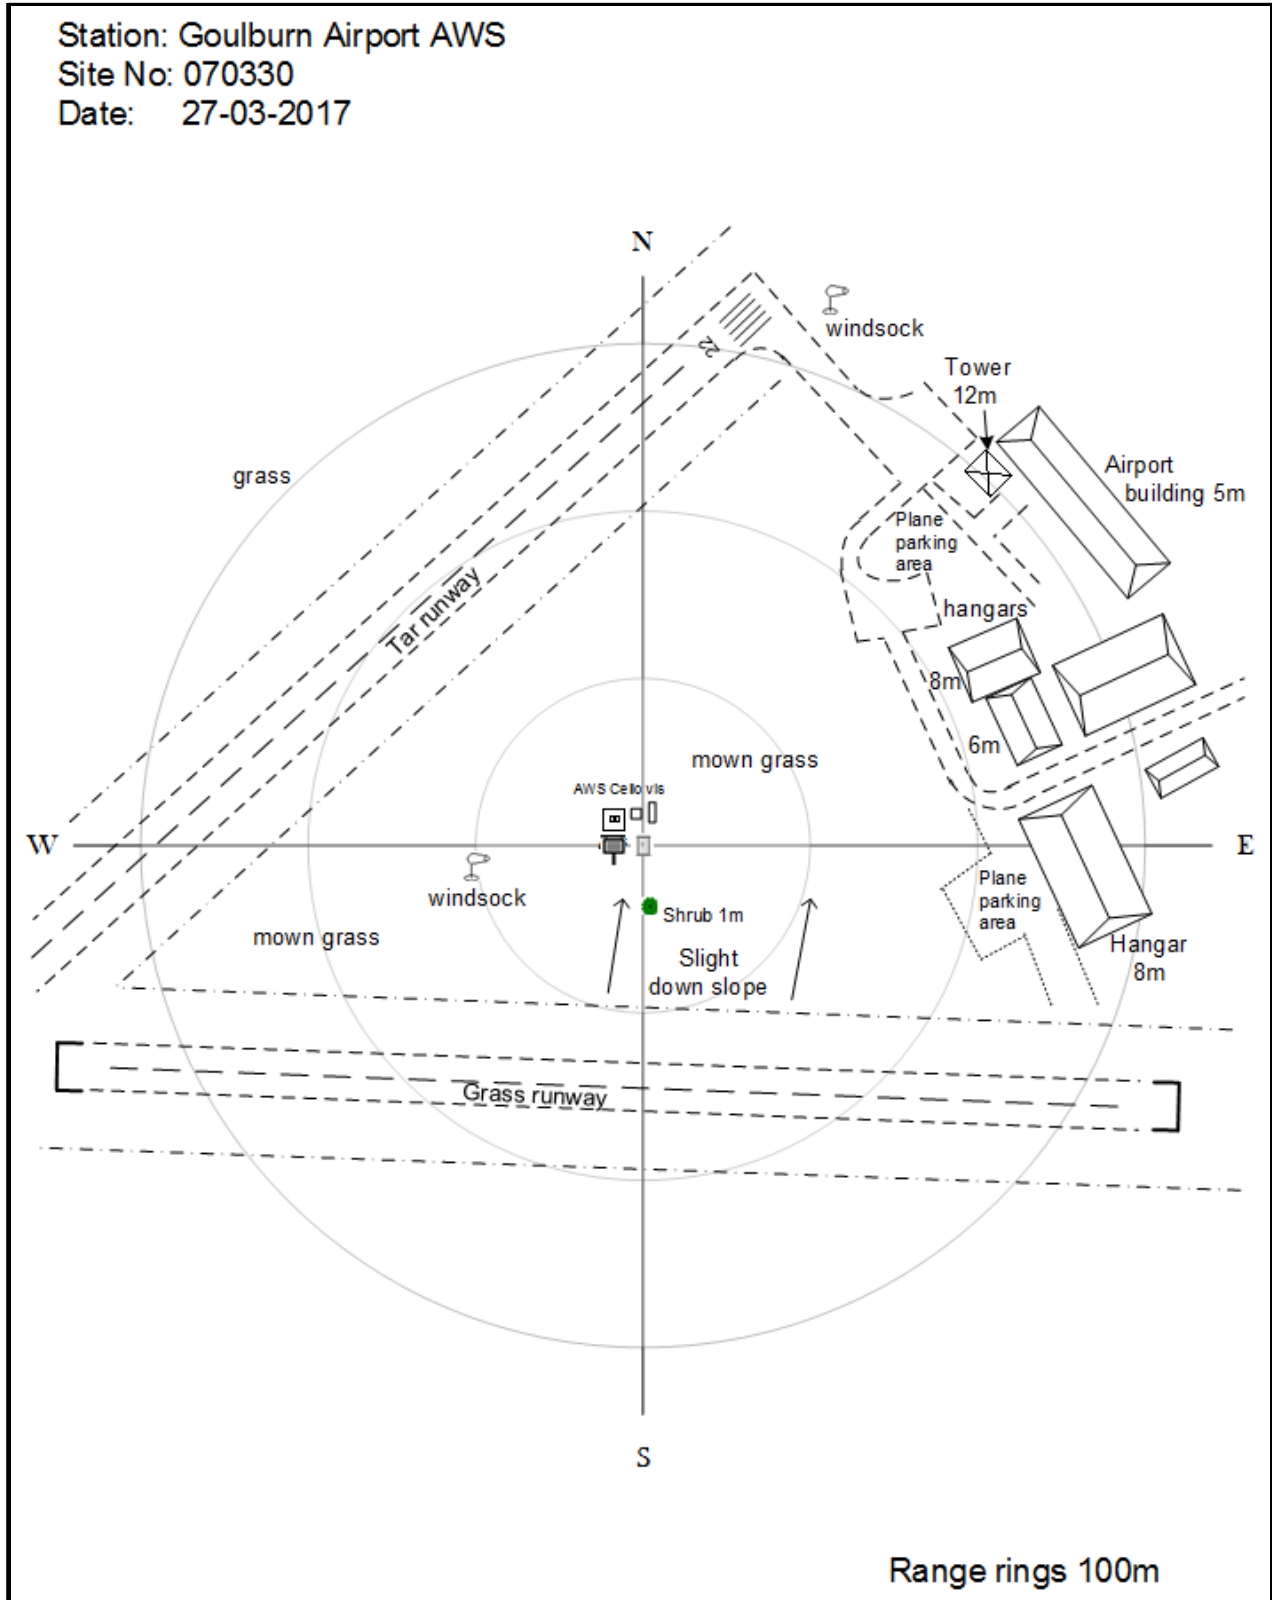 Station: Goulburn Airport AWS
Site No: 070330
Date: 27-03-2017
N
windsock
22
Tower
12m
grass
Airport
building 5m
Plane
parking
area
Tar runway
hangars
8m
6m
mown grass
AWS Ceilo vis
W
E
windsock
Shrub 1m
Plane
parking
area
mown grass
Hangar
8m
Slight
down slope
Grass runway
S
Range rings 100m